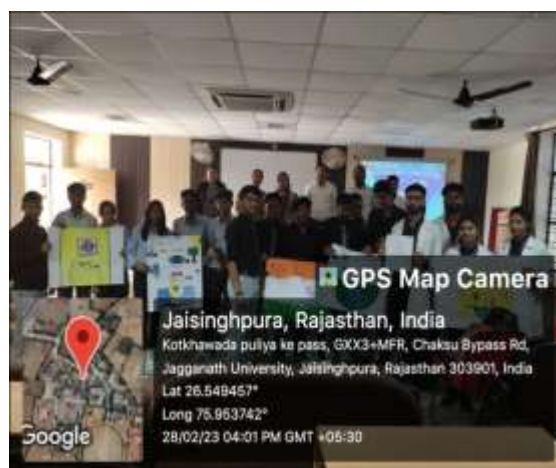 GPS Map Camera
Jaisinghpura, Rajasthan, India
Kotkhawada puliya ke pass, GXX3+MFR, Chaksu Bypass Rd,
Jagganath University, Jaisinghpura, Rajasthan 303901, India
Lat 26.549457°
Long 75.953742°
28/02/23 04:01 PM GMT +05:30
Google